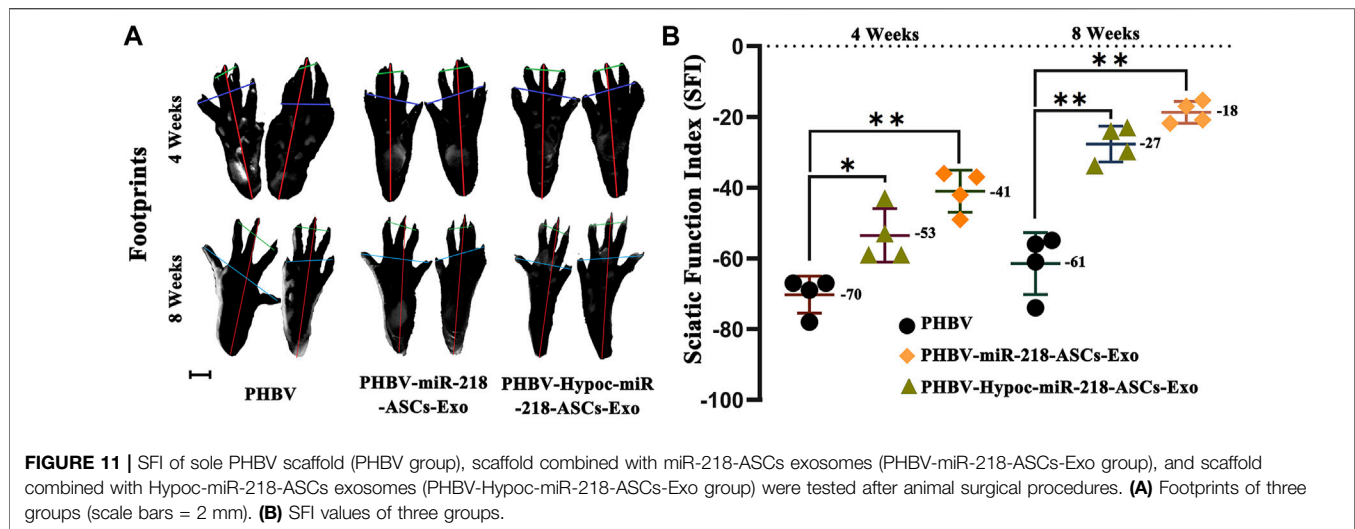 A
Footprints
4 Weeks
8 Weeks
PHBV
PHBV-miR-218
-ASCs-Exo
PHBV-Hypoc-miR
-218-ASCs-Exo
B
4 Weeks
8 Weeks
Sciatic Function Index (SFI)
0
-20
-40
-60
-80
-100
*
**
**
**
-70
-53
-41
-61
-27
-18
PHBV
PHBV-miR-218-ASCs-Exo
PHBV-Hypoc-miR-218-ASCs-Exo
FIGURE 11 | SFI of sole PHBV scaffold (PHBV group), scaffold combined with miR-218-ASCs exosomes (PHBV-miR-218-ASCs-Exo group), and scaffold
combined with Hypoc-miR-218-ASCs exosomes (PHBV-Hypoc-miR-218-ASCs-Exo group) were tested after animal surgical procedures. (A) Footprints of three
groups (scale bars = 2 mm). (B) SFI values of three groups.